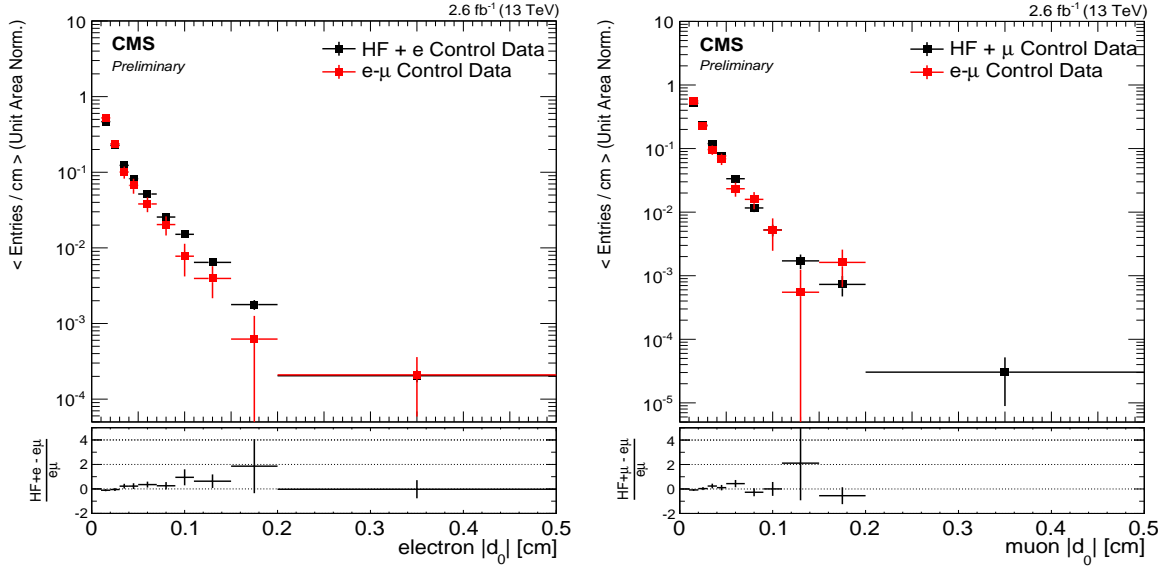 2.6 fb⁻¹ (13 TeV)
CMS
Preliminary
HF + e Control Data
e-μ Control Data
< Entries / cm > (Unit Area Norm.)
1
10⁻¹
10⁻²
10⁻³
10⁻⁴
HF+e - eμ
eμ
4
2
0
-2
0 0.1 0.2 0.3 0.4 0.5
electron |d₀| [cm]
2.6 fb⁻¹ (13 TeV)
CMS
Preliminary
HF + μ Control Data
e-μ Control Data
< Entries / cm > (Unit Area Norm.)
10
1
10⁻¹
10⁻²
10⁻³
10⁻⁴
10⁻⁵
HF+μ - eμ
eμ
4
2
0
-2
0 0.1 0.2 0.3 0.4 0.5
muon |d₀| [cm]